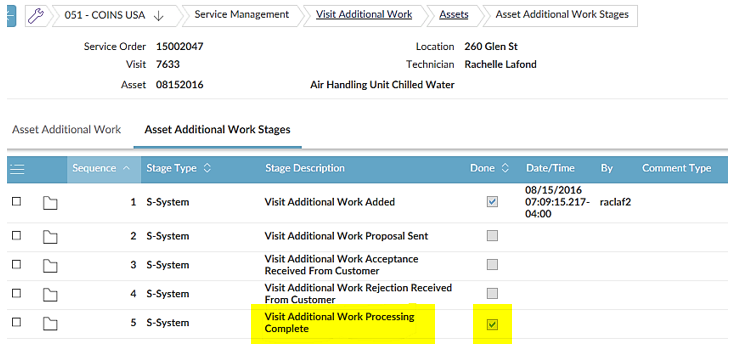 051 - COINS USA Service Management Visit Additional Work Assets Asset Additional Work Stages
Service Order 15002047 Location 260 Glen St
Visit 7633 Technician Rachelle Lafond
Asset 08152016 Air Handling Unit Chilled Water
Asset Additional Work Asset Additional Work Stages
Sequence Stage Type Stage Description Done Date/Time By Comment Type
1 S-System Visit Additional Work Added 08/15/2016
07:09:15.217-
04:00 raclaf2
2 S-System Visit Additional Work Proposal Sent
3 S-System Visit Additional Work Acceptance
Received From Customer
4 S-System Visit Additional Work Rejection Received
From Customer
5 S-System Visit Additional Work Processing
Complete